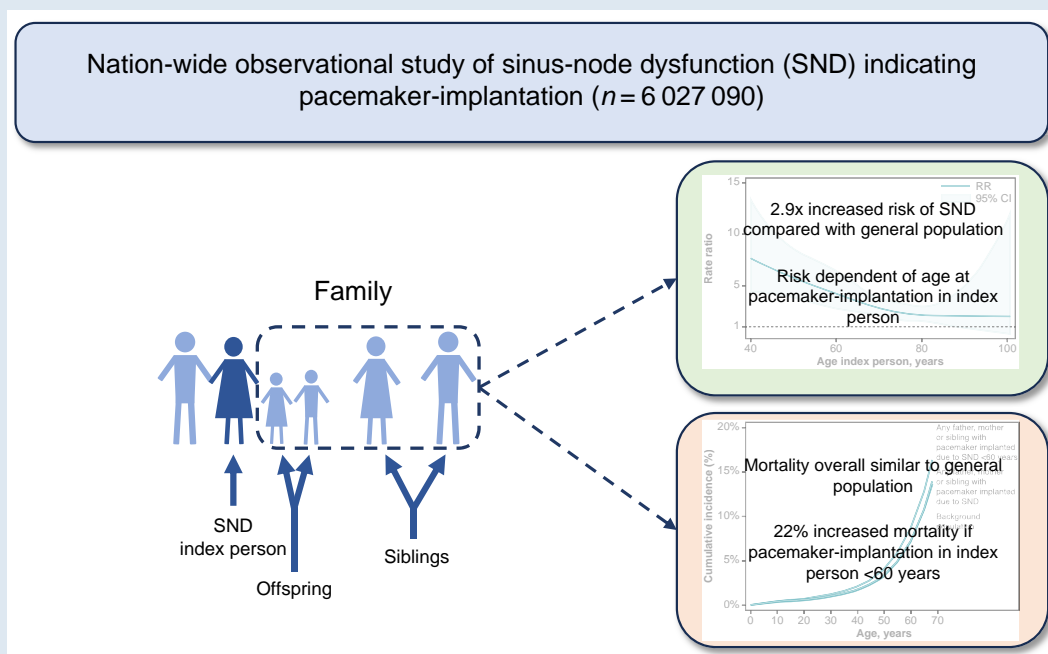 Nation-wide observational study of sinus-node dysfunction (SND) indicating
pacemaker-implantation (n = 6 027 090)
Family
SND
index person
Offspring
Siblings
15
10
5
1
40
60
80
100
Rate ratio
Age index person, years
RR
95% CI
2.9x increased risk of SND
compared with general population
Risk dependent of age at
pacemaker-implantation in index
person
20%
15%
10%
5%
0%
0
10
20
30
40
50
60
70
Cumulative incidence (%)
Age, years
Any father, mother
or sibling with
pacemaker implanted
due to SND <60 years
father, mother
or sibling with
pacemaker implanted
due to SND
Background
Mortality overall similar to general
population
22% increased mortality if
pacemaker-implantation in index
person <60 years